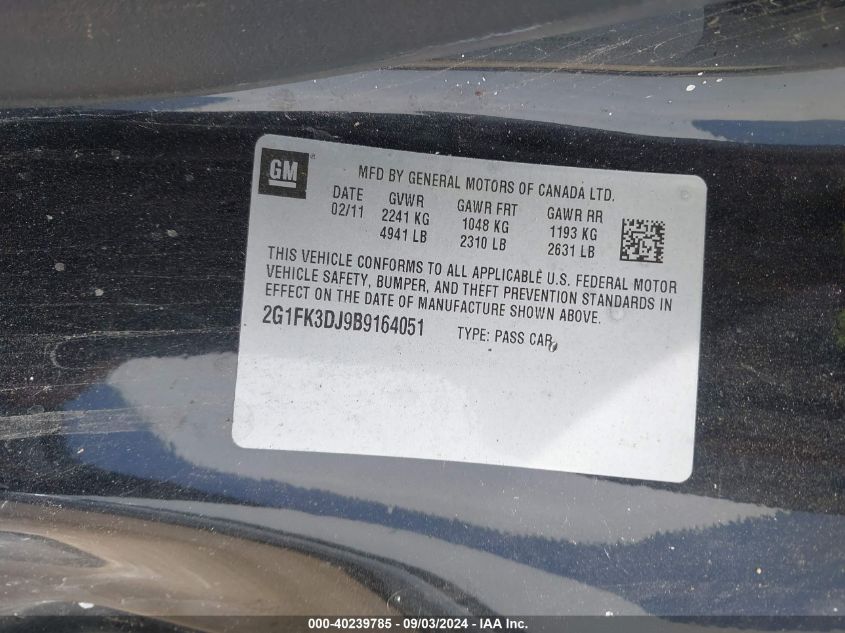 GM®
MFD BY GENERAL MOTORS OF CANADA LTD.
DATE GVWR GAWR FRT GAWR RR
02/11 2241 KG 1048 KG 1193 KG
4941 LB 2310 LB 2631 LB
THIS VEHICLE CONFORMS TO ALL APPLICABLE U.S. FEDERAL MOTOR
VEHICLE SAFETY, BUMPER, AND THEFT PREVENTION STANDARDS IN
EFFECT ON THE DATE OF MANUFACTURE SHOWN ABOVE.
2G1FK3DJ9B9164051 TYPE: PASS CAR
000-40239785 - 09/03/2024 - IAA Inc.